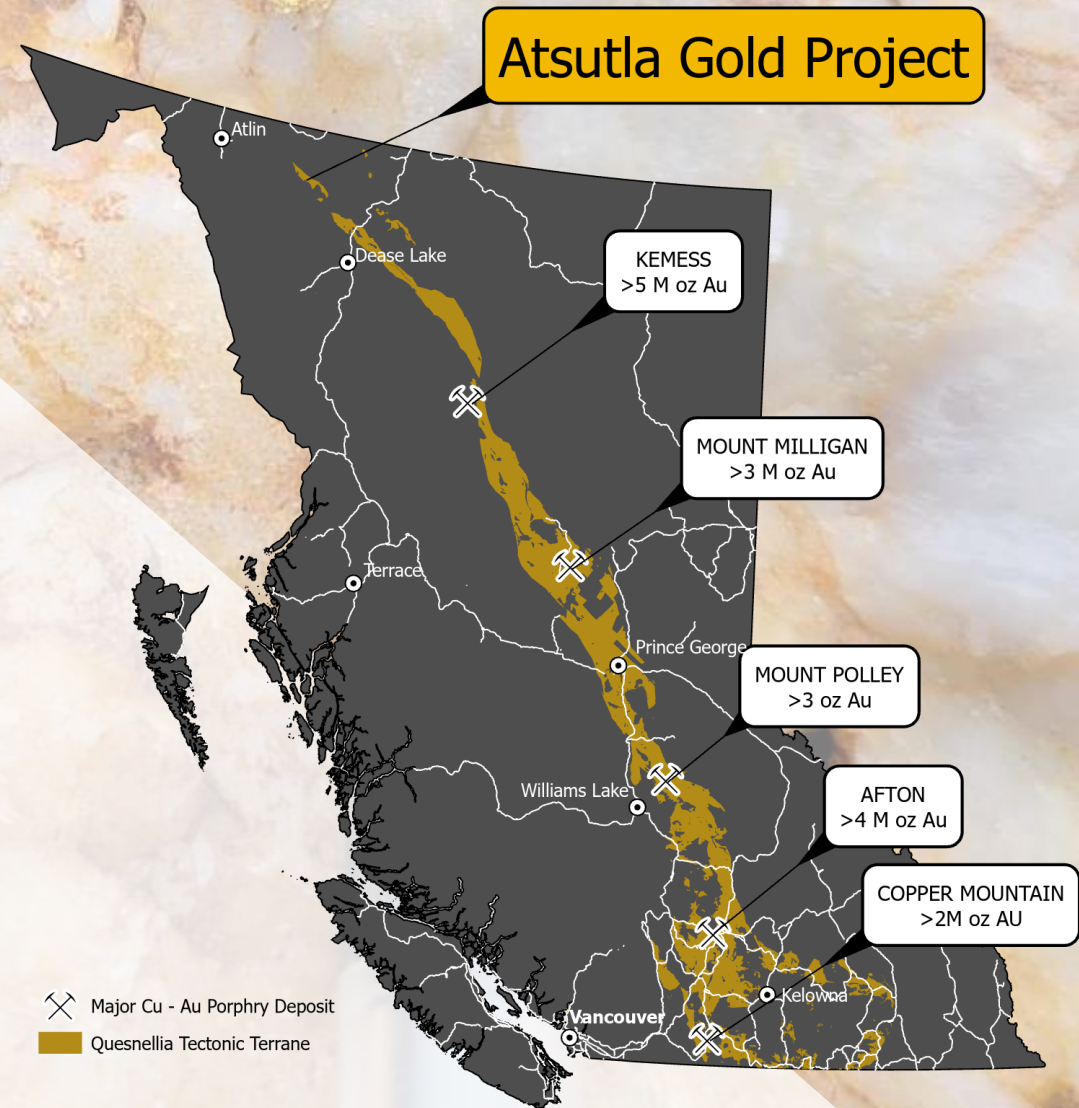 Atsutla Gold Project
Atlin
Dease Lake
KEMESS
>5 M oz Au
MOUNT MILLIGAN
>3 M oz Au
Terrace
Prince George
MOUNT POLLEY
>3 oz Au
Williams Lake
AFTON
>4 M oz Au
COPPER MOUNTAIN
>2M oz AU
Kelowna
Vancouver
Major Cu - Au Porphry Deposit
Quesnellia Tectonic Terrane